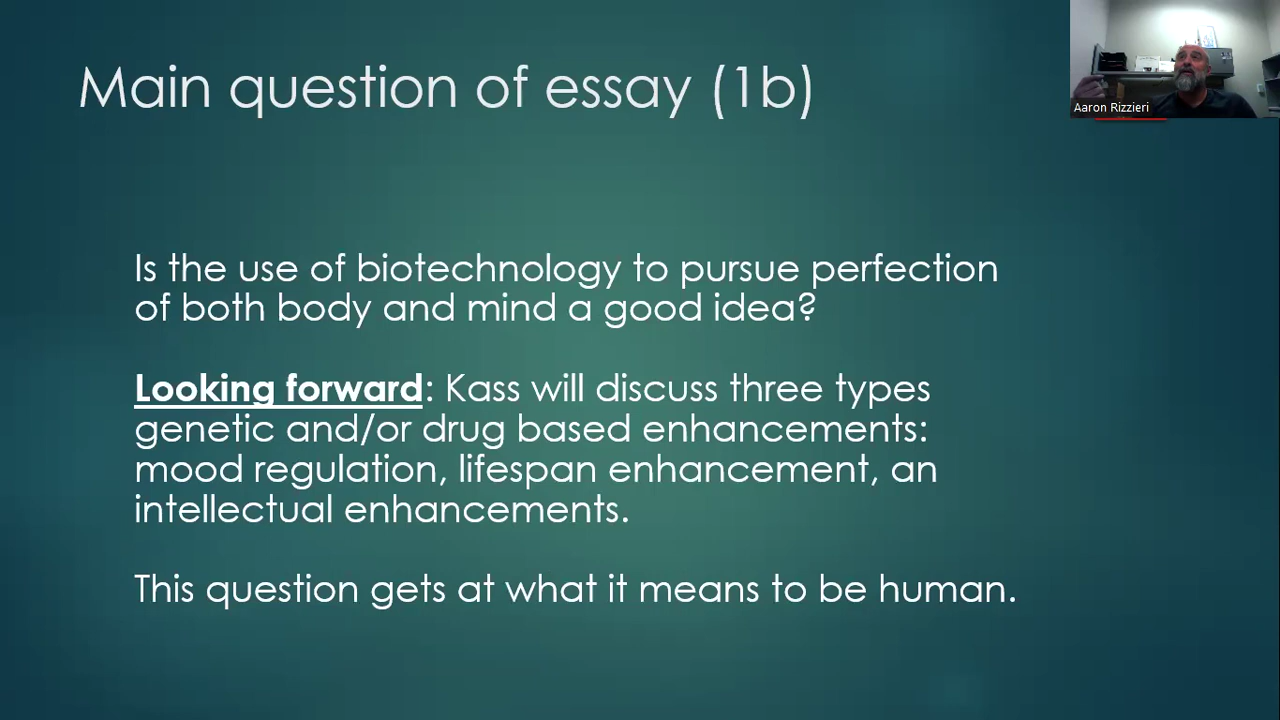 Main question of essay (1b)
Aaron Rizzieri
Is the use of biotechnology to pursue perfection
of both body and mind a good idea?
Looking forward: Kass will discuss three types
genetic and/or drug based enhancements:
mood regulation, lifespan enhancement, an
intellectual enhancements.
This question gets at what it means to be human.